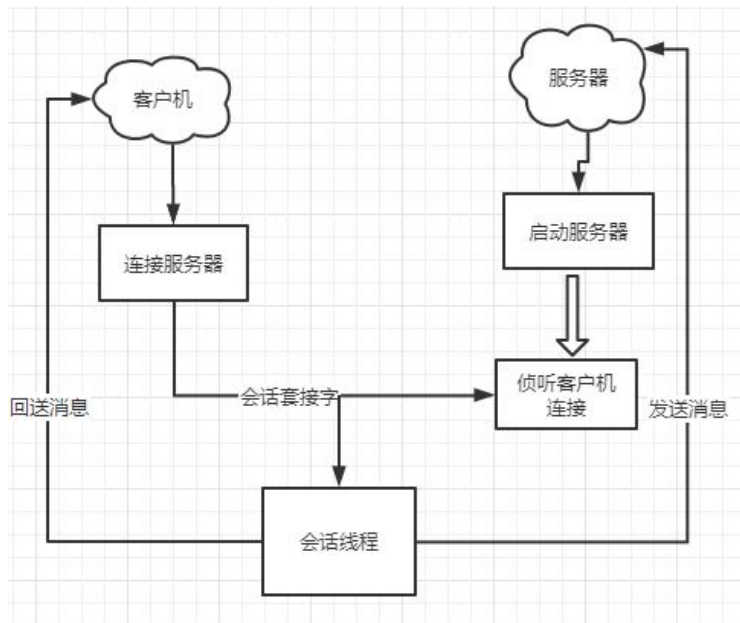 客户机
服务器
连接服务器
启动服务器
会话套接字
侦听客户机
连接
回送消息
发送消息
会话线程